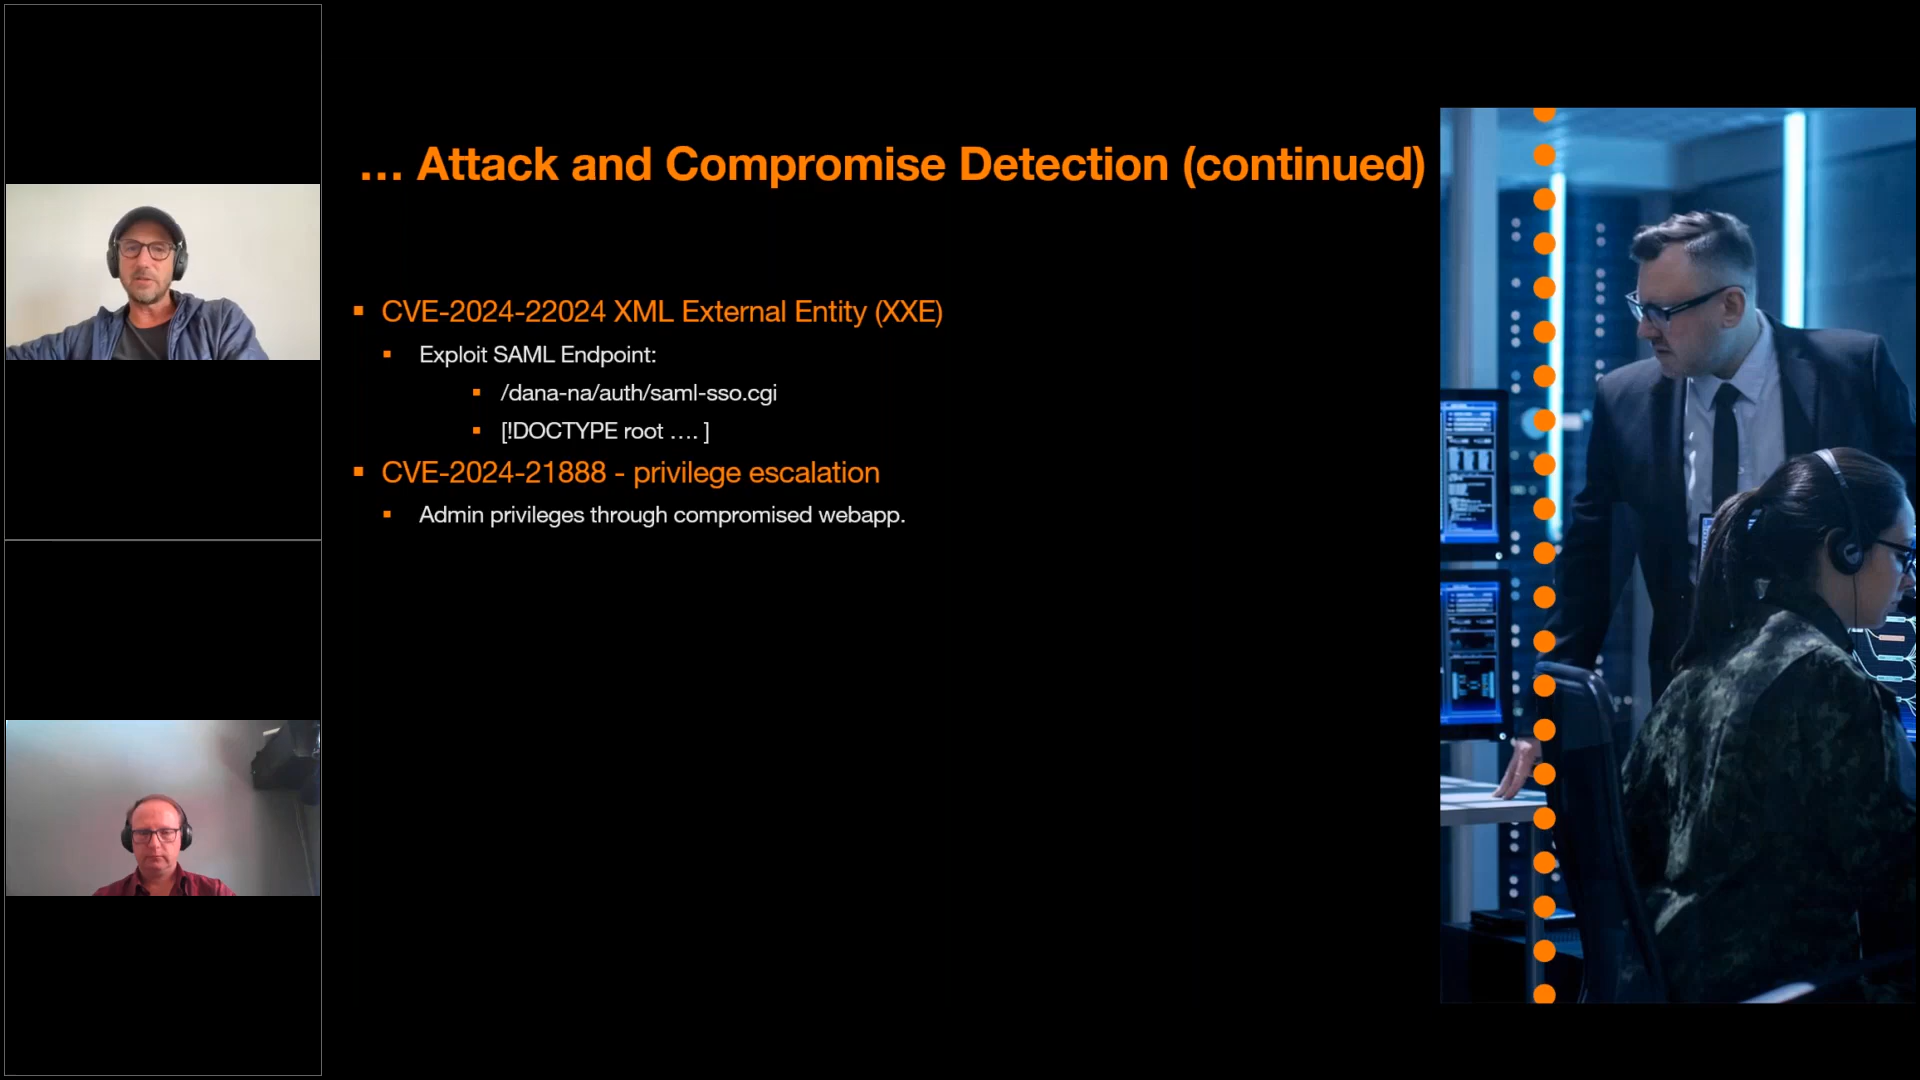 ... Attack and Compromise Detection (continued)
CVE-2024-22024 XML External Entity (XXE)
Exploit SAML Endpoint:
/dana-na/auth/saml-sso.cgi
[!DOCTYPE root .... ]
CVE-2024-21888 - privilege escalation
Admin privileges through compromised webapp.